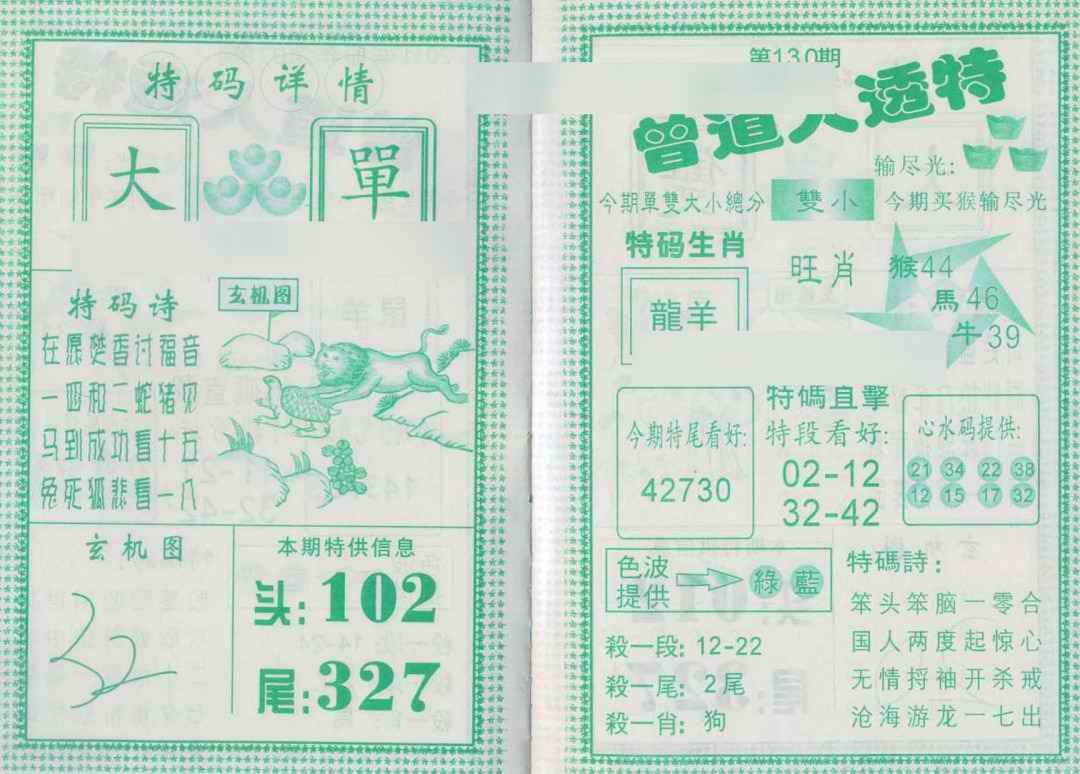 特码详情
大 單
特码诗
玄机图
在愿楚香讨福音
一四和二蛇猪见
马到成功看十五
兔死狐悲看一八
玄机图
32
本期特供信息
头:102
尾:327
第130期
曾道人透特
输尽光:
今期單雙大小總分 雙小 今期买猴输尽光
特码生肖
龍羊
旺肖
猴44
馬46
牛39
今期特尾看好:
42730
特碼直擊
特段看好:
02-12
32-42
心水码提供:
21 34 22 38
12 15 17 32
色波
提供
綠 藍
殺一段: 12-22
殺一尾: 2尾
殺一肖: 狗
特碼詩:
笨头笨脑一零合
国人两度起惊心
无情捋袖开杀戒
沧海游龙一七出